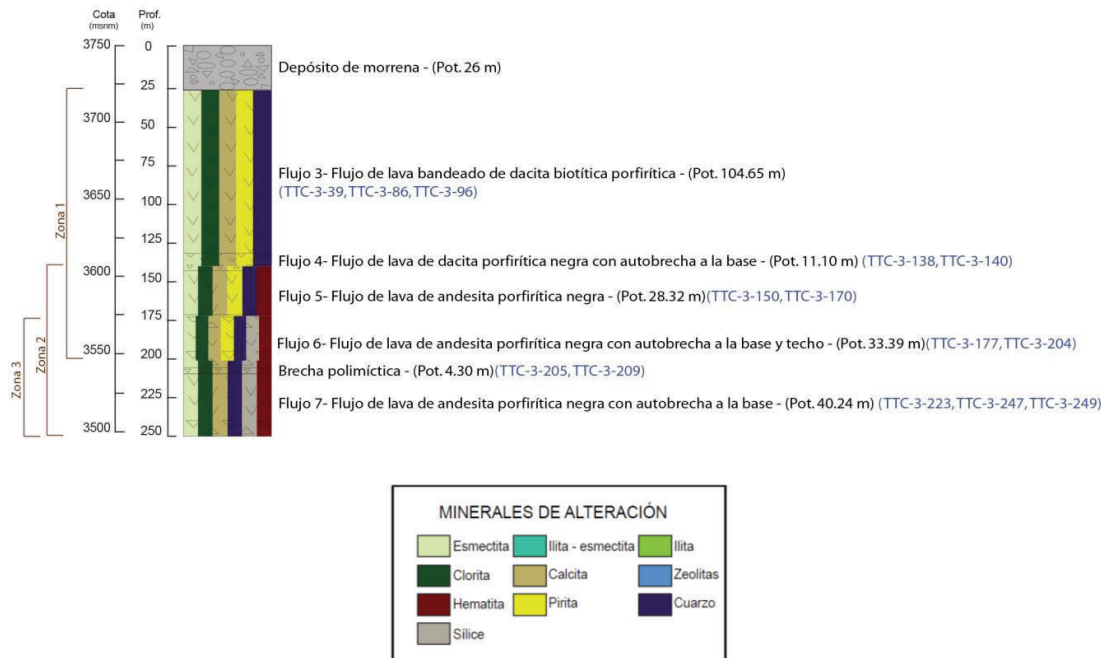 Cota Prof.
(msnm) (m)
3750 0
Depósito de morrena - (Pot. 26 m)
25
3700 50
Flujo 3- Flujo de lava bandeado de dacita biotítica porfirítica - (Pot. 104.65 m)
75
(TTC-3-39, TTC-3-86, TTC-3-96)
3650 100
Zona 1
125
Flujo 4- Flujo de lava de dacita porfirítica negra con autobrecha a la base - (Pot. 11.10 m) (TTC-3-138, TTC-3-140)
3600 150
Flujo 5- Flujo de lava de andesita porfirítica negra - (Pot. 28.32 m)(TTC-3-150, TTC-3-170)
175
Zona 2
Flujo 6- Flujo de lava de andesita porfirítica negra con autobrecha a la base y techo - (Pot. 33.39 m)(TTC-3-177, TTC-3-204)
3550 200
Zona 3
Brecha polimíctica - (Pot. 4.30 m)(TTC-3-205, TTC-3-209)
225
Flujo 7- Flujo de lava de andesita porfirítica negra con autobrecha a la base - (Pot. 40.24 m) (TTC-3-223, TTC-3-247, TTC-3-249)
3500 250
MINERALES DE ALTERACIÓN
Esmectita Ilita - esmectita Ilita
Clorita Calcita Zeolitas
Hematita Pirita Cuarzo
Sílice